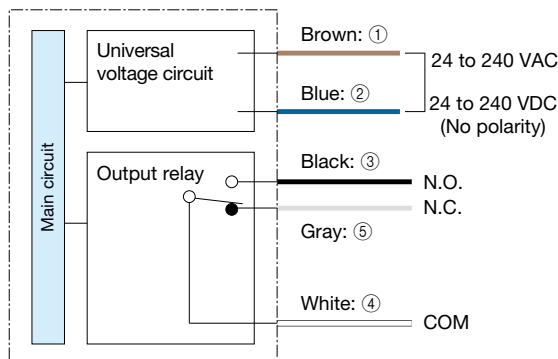 Main circuit
Universal
voltage circuit
Output relay
Brown: ①
24 to 240 VAC
Blue: ②
24 to 240 VDC
(No polarity)
Black: ③
N.O.
N.C.
Gray: ⑤
White: ④
COM